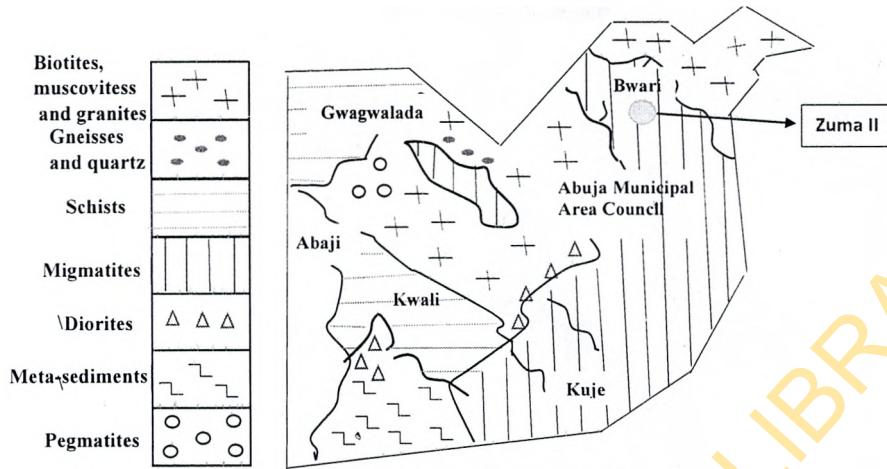 Biotites,
muscovitess
and granites
Gneisses
and quartz
Schists
Migmatites
\Diorites
Meta-sediments
Pegmatites
Gwagwalada
Bwari
Zuma II
Abuja Municipal
Area Council
Abaji
Kwali
Kuje
LIBRA